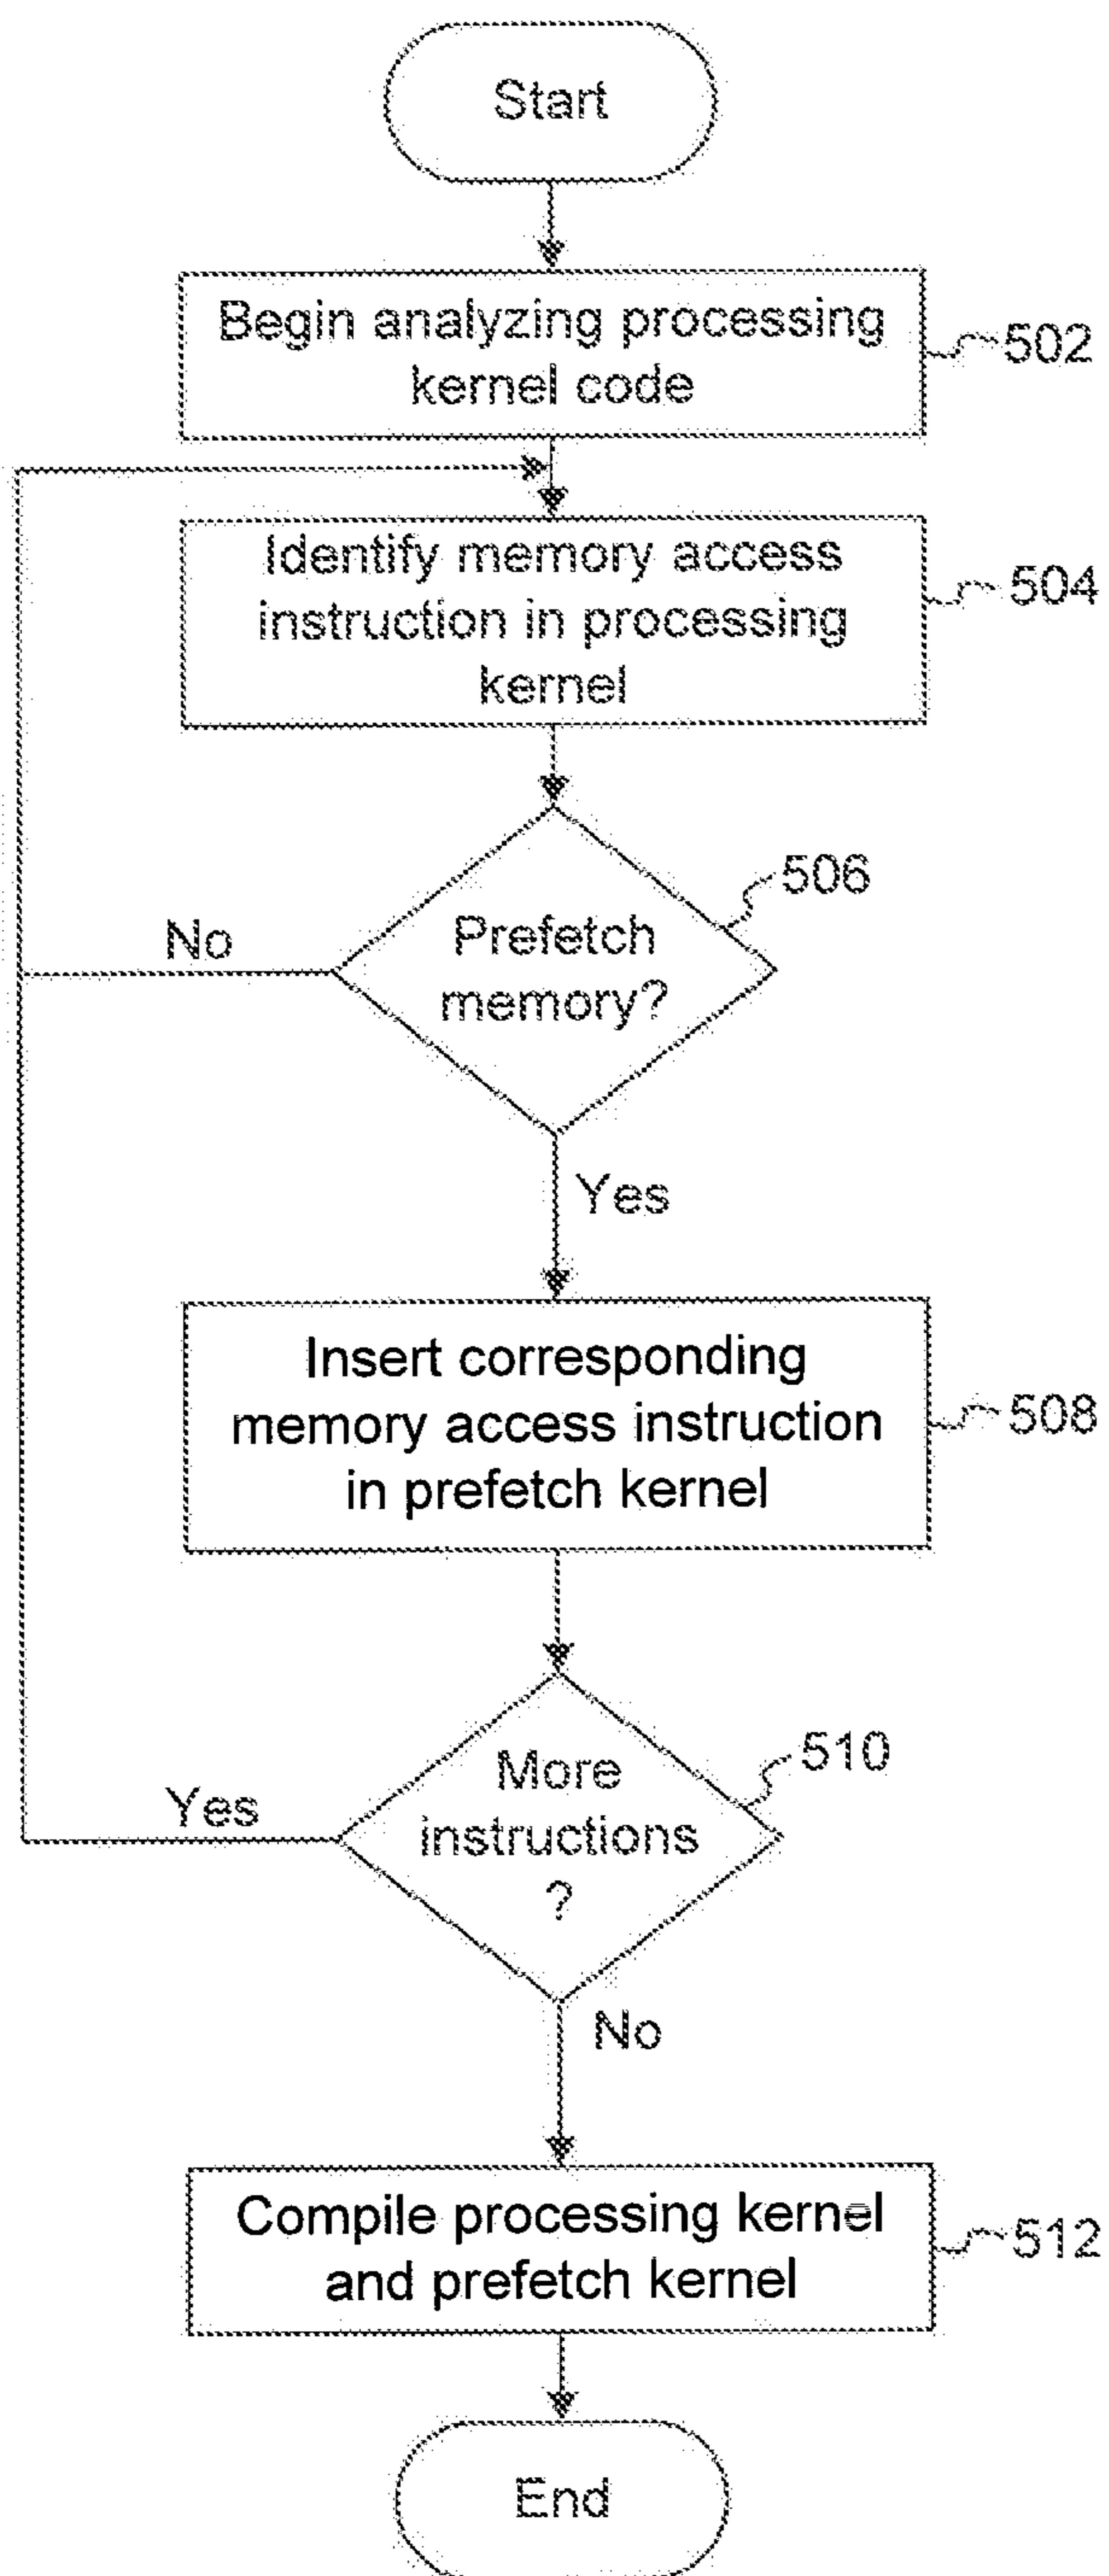 Start
Begin analyzing processing
kernel code
502
Identify memory access
instruction in processing
kernel
504
Prefetch
memory?
506
No
Yes
Insert corresponding
memory access instruction
in prefetch kernel
508
More
instructions
?
510
Yes
No
Compile processing kernel
and prefetch kernel
512
End